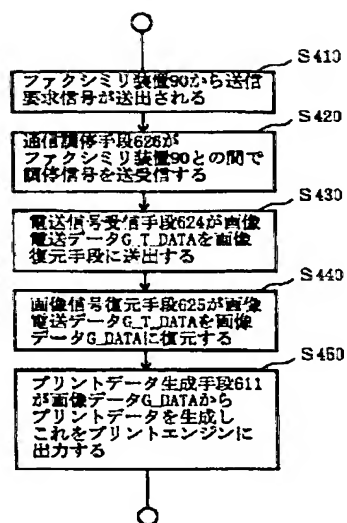 S410
ファクシミリ装置90から送信
要求信号が送出される
S420
通信調停手段626が
ファクシミリ装置90との間で
調停信号を送受信する
S430
電送信号受信手段624が画像
電送データG_T_DATAを画像
復元手段に送出する
S440
画像信号復元手段625が画像
電送データG_T_DATAを画像
データG_DATAに復元する
S460
プリントデータ生成手段611
が画像データG_DATAから
プリントデータを生成し
これをプリントエンジンに
出力する